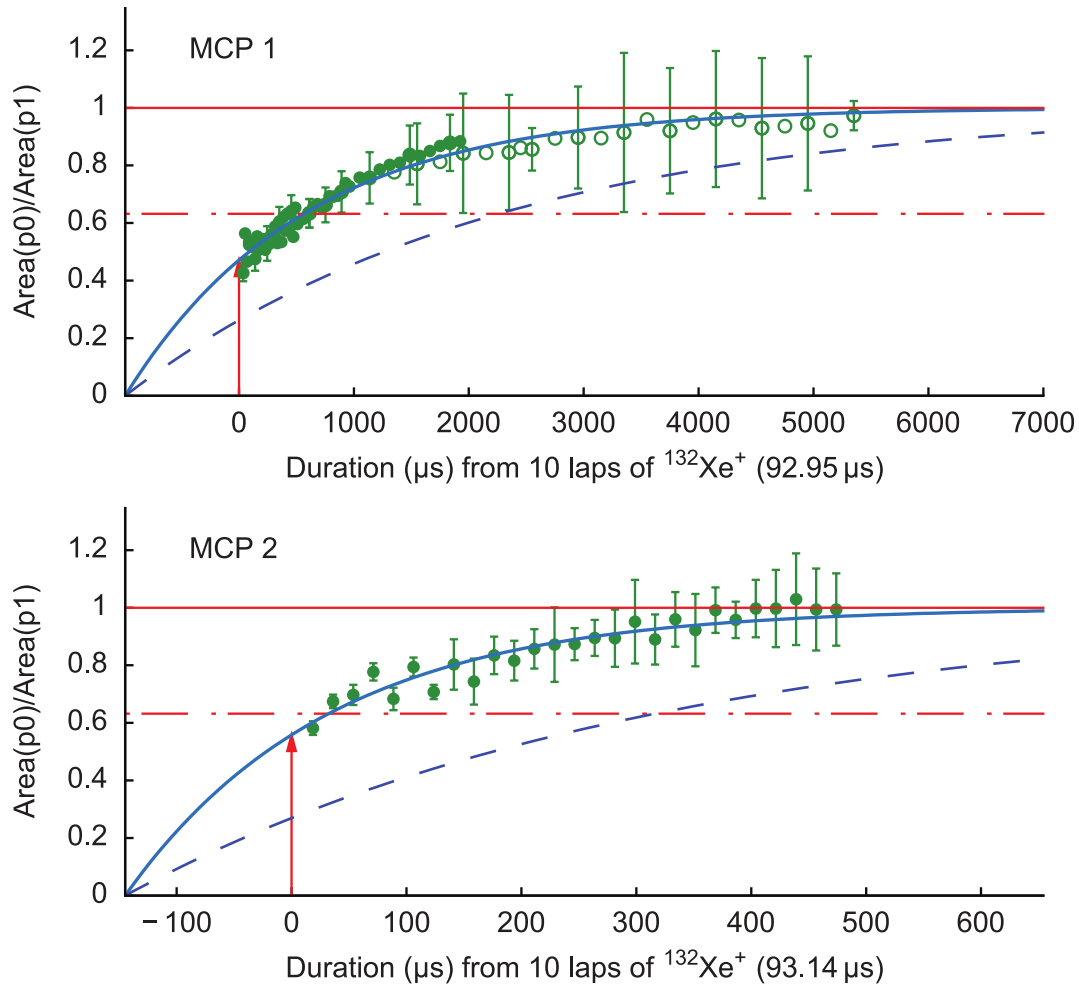 MCP 1
1.2
1
0.8
0.6
0.4
0.2
0
Area(p0)/Area(p1)
0 1000 2000 3000 4000 5000 6000 7000
Duration (µs) from 10 laps of ¹³²Xe⁺ (92.95 µs)
MCP 2
1.2
1
0.8
0.6
0.4
0.2
0
Area(p0)/Area(p1)
−100 0 100 200 300 400 500 600
Duration (µs) from 10 laps of ¹³²Xe⁺ (93.14 µs)